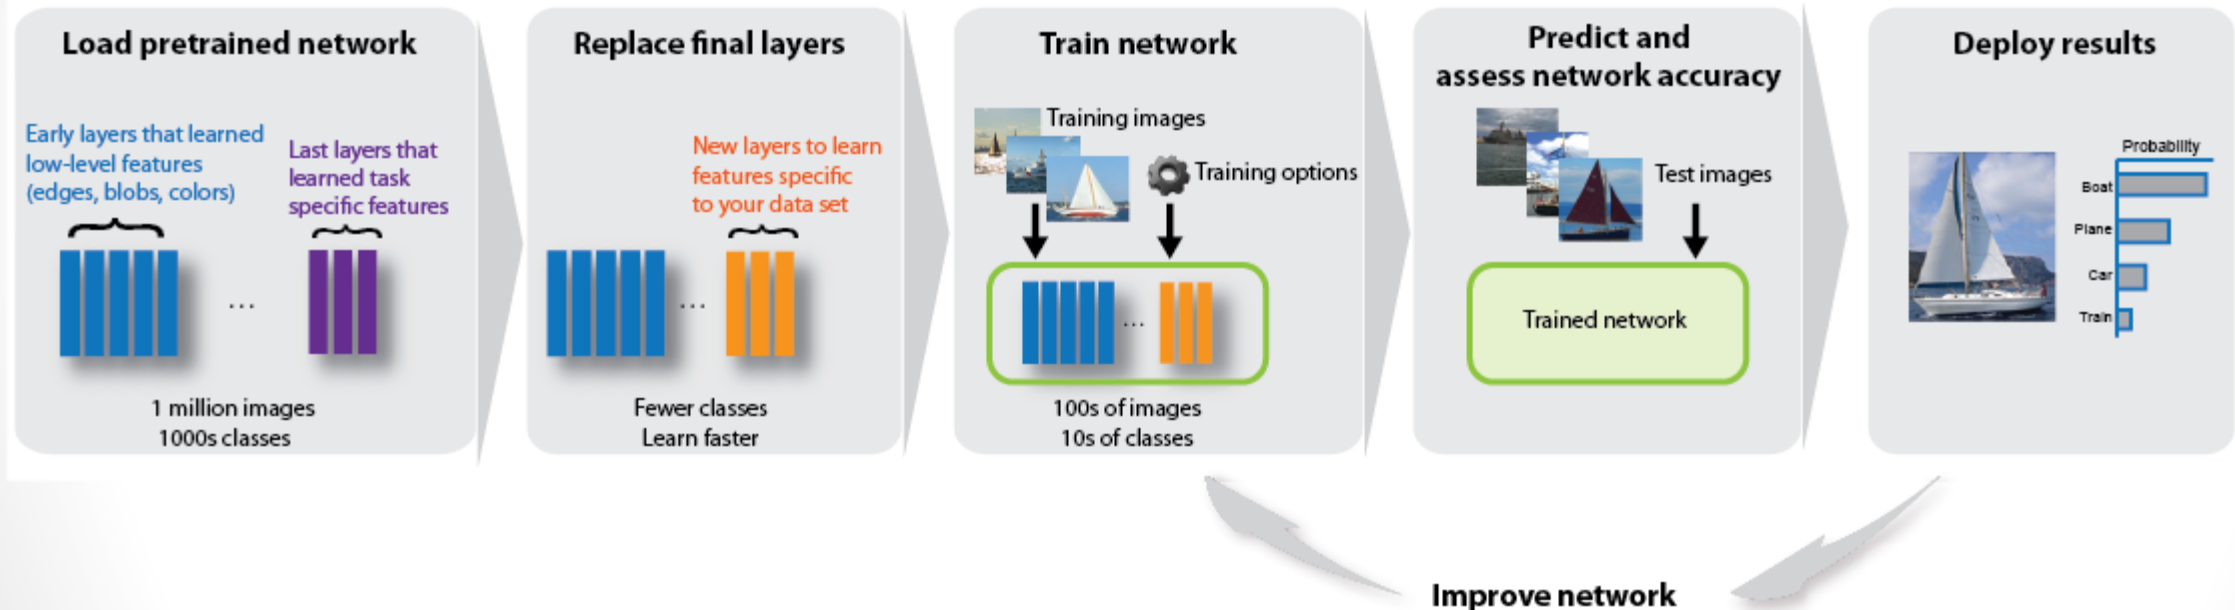 Load pretrained network
Early layers that learned
low-level features
(edges, blobs, colors)
Last layers that
learned task
specific features
...
1 million images
1000s classes
Replace final layers
New layers to learn
features specific
to your data set
...
Fewer classes
Learn faster
Train network
Training images
Training options
...
100s of images
10s of classes
Predict and
assess network accuracy
Test images
Trained network
Deploy results
Probability
Boat
Plane
Car
Train
Improve network